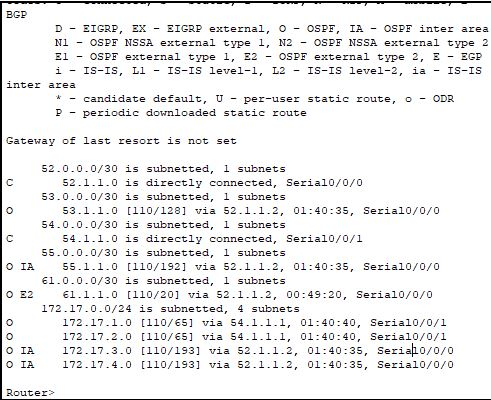 BGP
D - EIGRP, EX - EIGRP external, O - OSPF, IA - OSPF inter area
N1 - OSPF NSSA external type 1, N2 - OSPF NSSA external type 2
E1 - OSPF external type 1, E2 - OSPF external type 2, E - EGP
i - IS-IS, L1 - IS-IS level-1, L2 - IS-IS level-2, ia - IS-IS
inter area
* - candidate default, U - per-user static route, o - ODR
P - periodic downloaded static route
Gateway of last resort is not set
52.0.0.0/30 is subnetted, 1 subnets
C 52.1.1.0 is directly connected, Serial0/0/0
53.0.0.0/30 is subnetted, 1 subnets
O 53.1.1.0 [110/128] via 52.1.1.2, 01:40:35, Serial0/0/0
54.0.0.0/30 is subnetted, 1 subnets
C 54.1.1.0 is directly connected, Serial0/0/1
55.0.0.0/30 is subnetted, 1 subnets
O IA 55.1.1.0 [110/192] via 52.1.1.2, 01:40:35, Serial0/0/0
61.0.0.0/30 is subnetted, 1 subnets
O E2 61.1.1.0 [110/20] via 52.1.1.2, 00:49:20, Serial0/0/0
172.17.0.0/24 is subnetted, 4 subnets
O 172.17.1.0 [110/65] via 54.1.1.1, 01:40:40, Serial0/0/1
O 172.17.2.0 [110/65] via 54.1.1.1, 01:40:40, Serial0/0/1
O IA 172.17.3.0 [110/193] via 52.1.1.2, 01:40:35, Serial0/0/0
O IA 172.17.4.0 [110/193] via 52.1.1.2, 01:40:35, Serial0/0/0
Router>